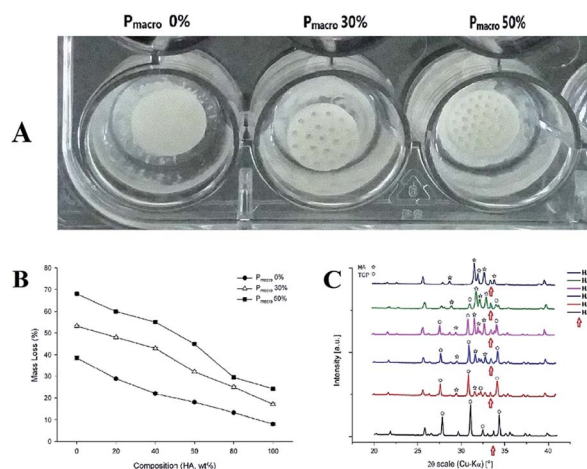 P macro 0%
P macro 30%
P macro 50%
A
B
P macro 0%
P macro 30%
P macro 60%
Mass Loss (%)
80
70
60
50
40
30
20
10
0
0 20 40 50 80 100
Composition (HA, wt%)
C
HA ☆
TCP ○
Intensity [a.u.]
20 25 30 35 40
2θ scale (Cu-Kα) [°]